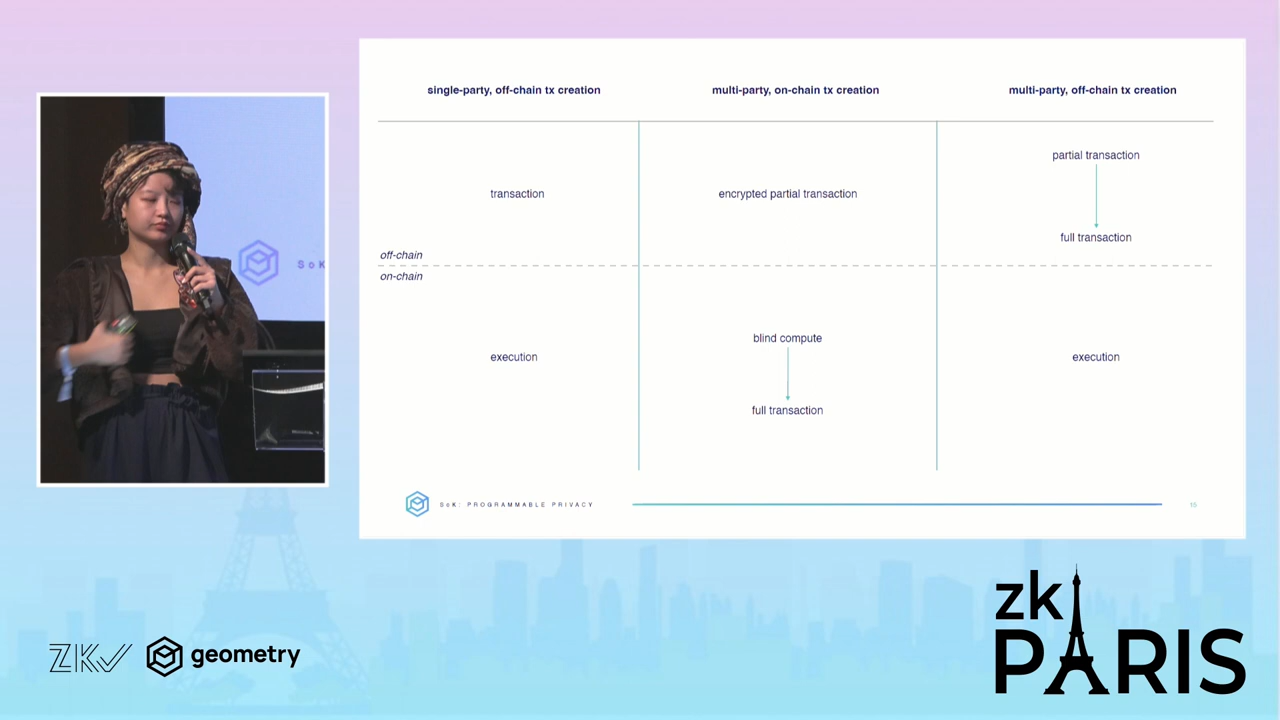 single-party, off-chain tx creation
multi-party, on-chain tx creation
multi-party, off-chain tx creation
transaction
encrypted partial transaction
partial transaction
full transaction
off-chain
on-chain
execution
blind compute
full transaction
execution
SoK: PROGRAMMABLE PRIVACY
SoK
ZKV
geometry
zk
PARIS